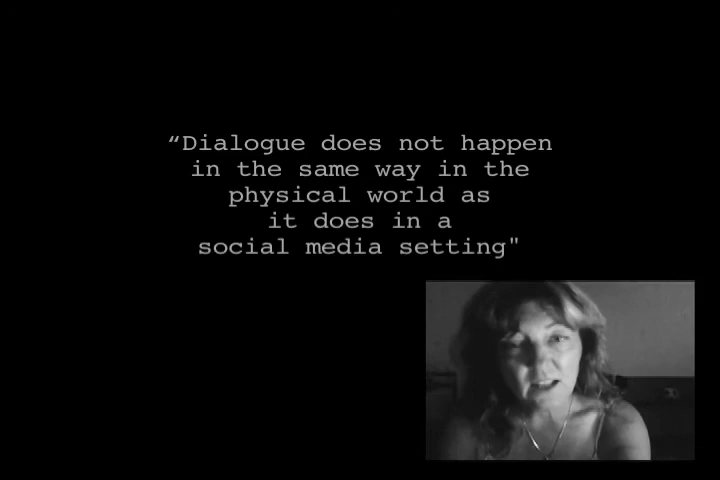 “Dialogue does not happen
in the same way in the
physical world as
it does in a
social media setting"